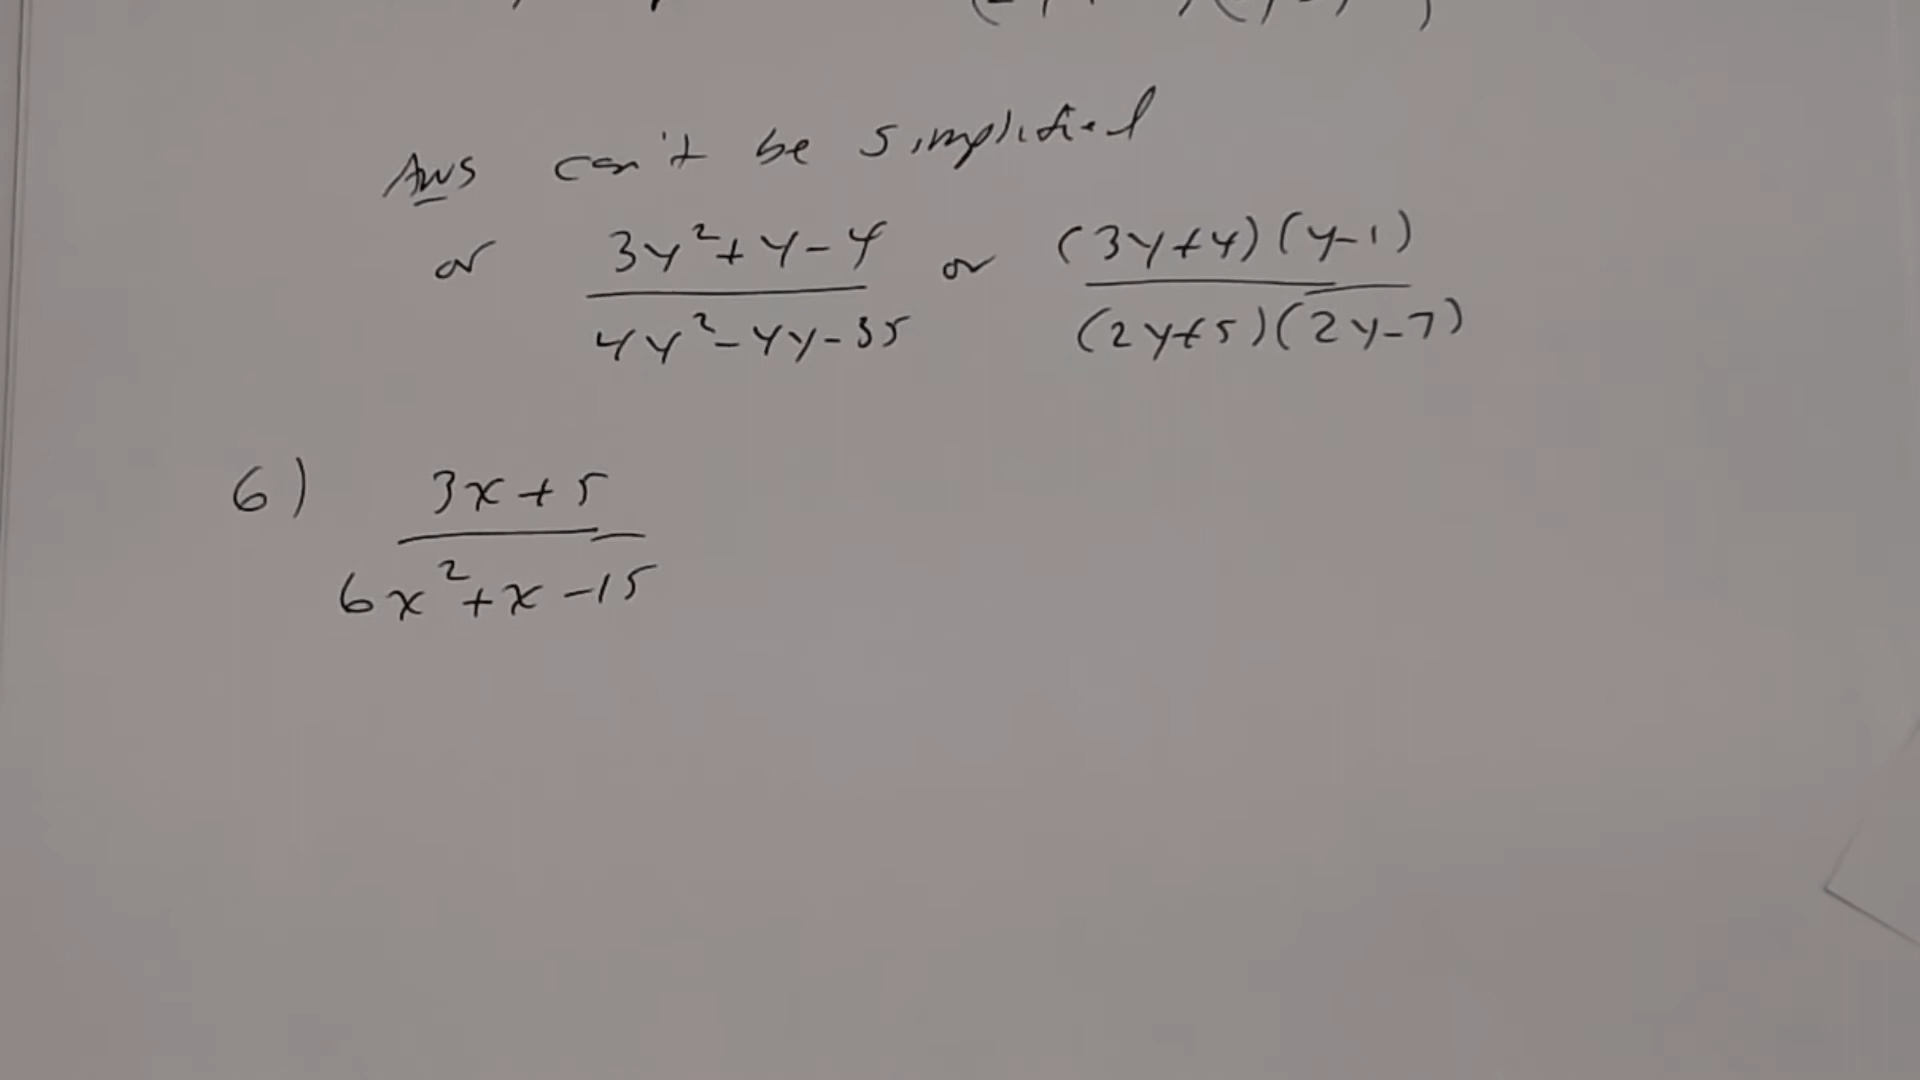 Ans can't be simplified
or 3y²+y-4 / 4y²-4y-35 or (3y+4)(y-1) / (2y+5)(2y-7)
6) 3x+5 / 6x²+x-15